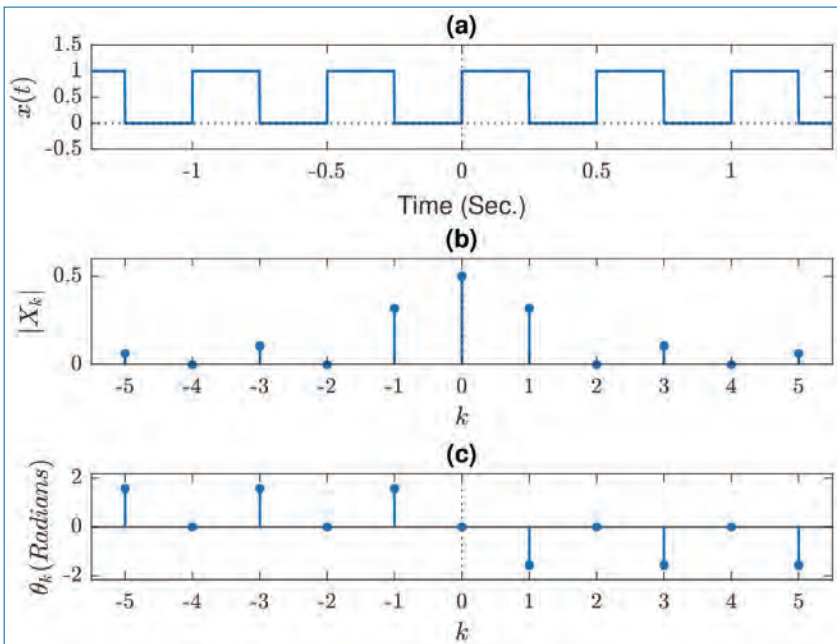 (a)
x(t)
1.5
1
0.5
0
-0.5
-1 -0.5 0 0.5 1
Time (Sec.)
(b)
|X_k|
0.5
0
-5 -4 -3 -2 -1 0 1 2 3 4 5
k
(c)
θ_k(Radians)
2
0
-2
-5 -4 -3 -2 -1 0 1 2 3 4 5
k